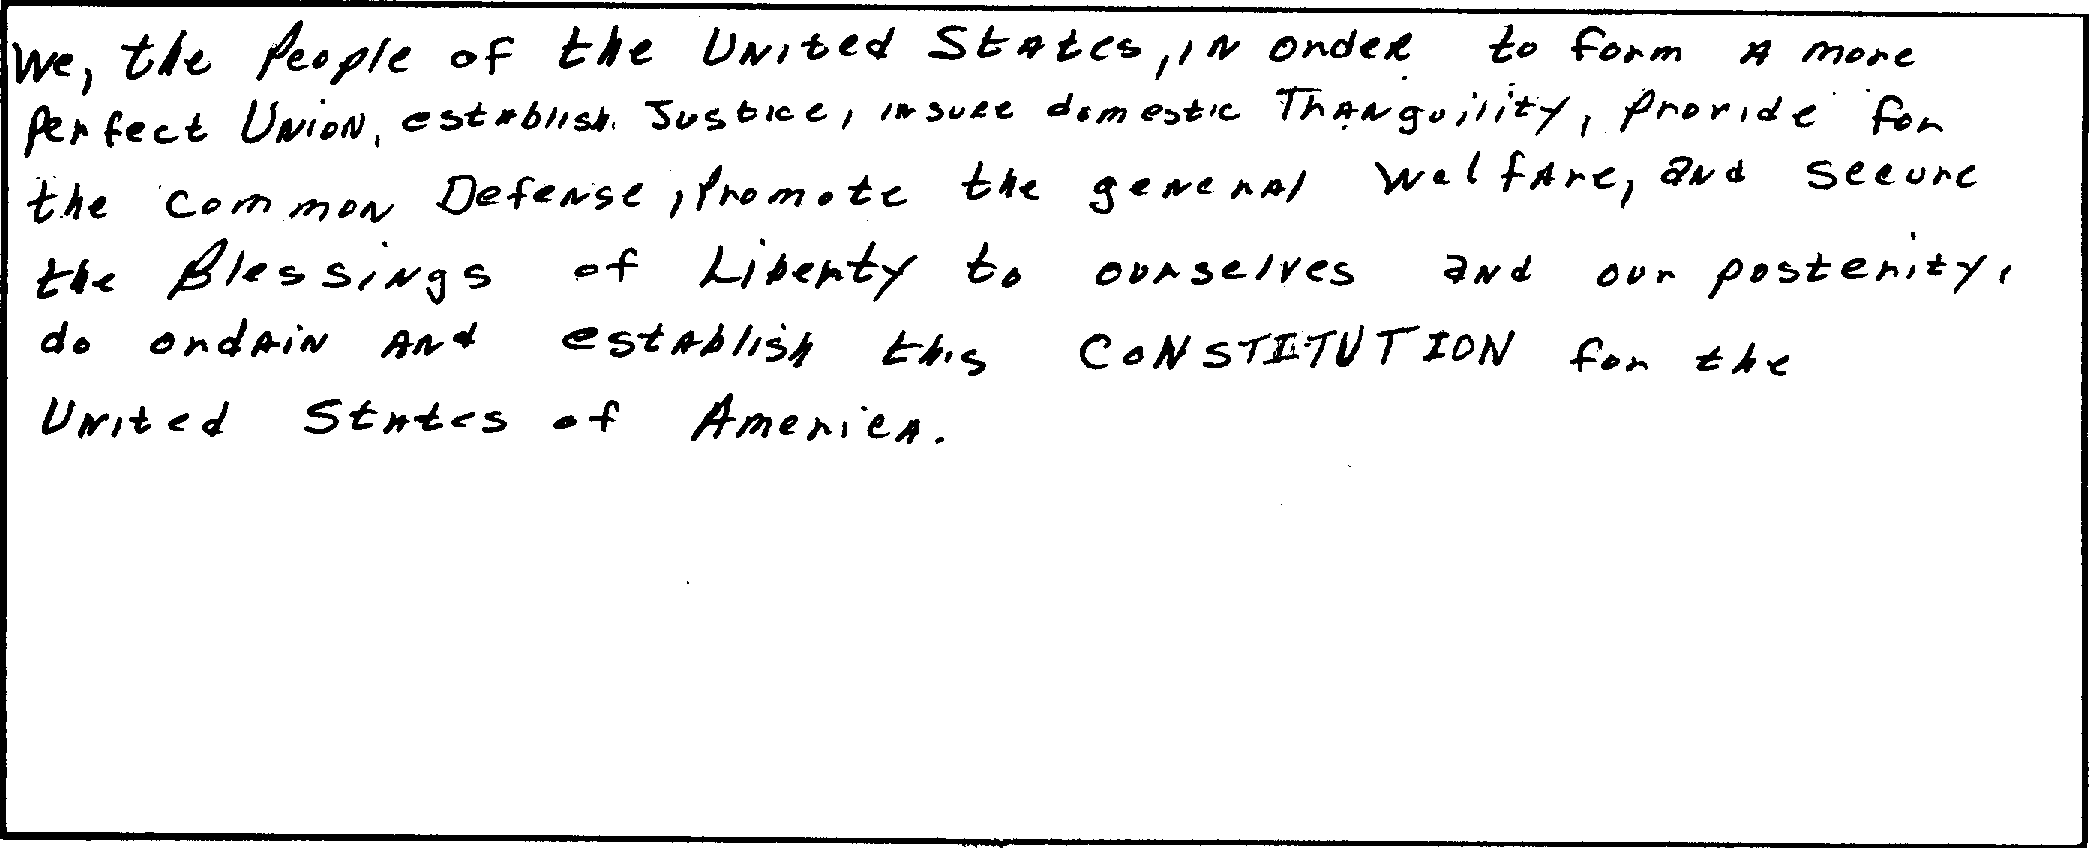 We, the People of the United States, in order to form a more
perfect Union, establish Justice, insure domestic Tranquility, provide for
the common Defense, promote the general welfare, and secure
the Blessings of Liberty to ourselves and our posterity,
do ordain and establish this CONSTITUTION for the
United States of America.